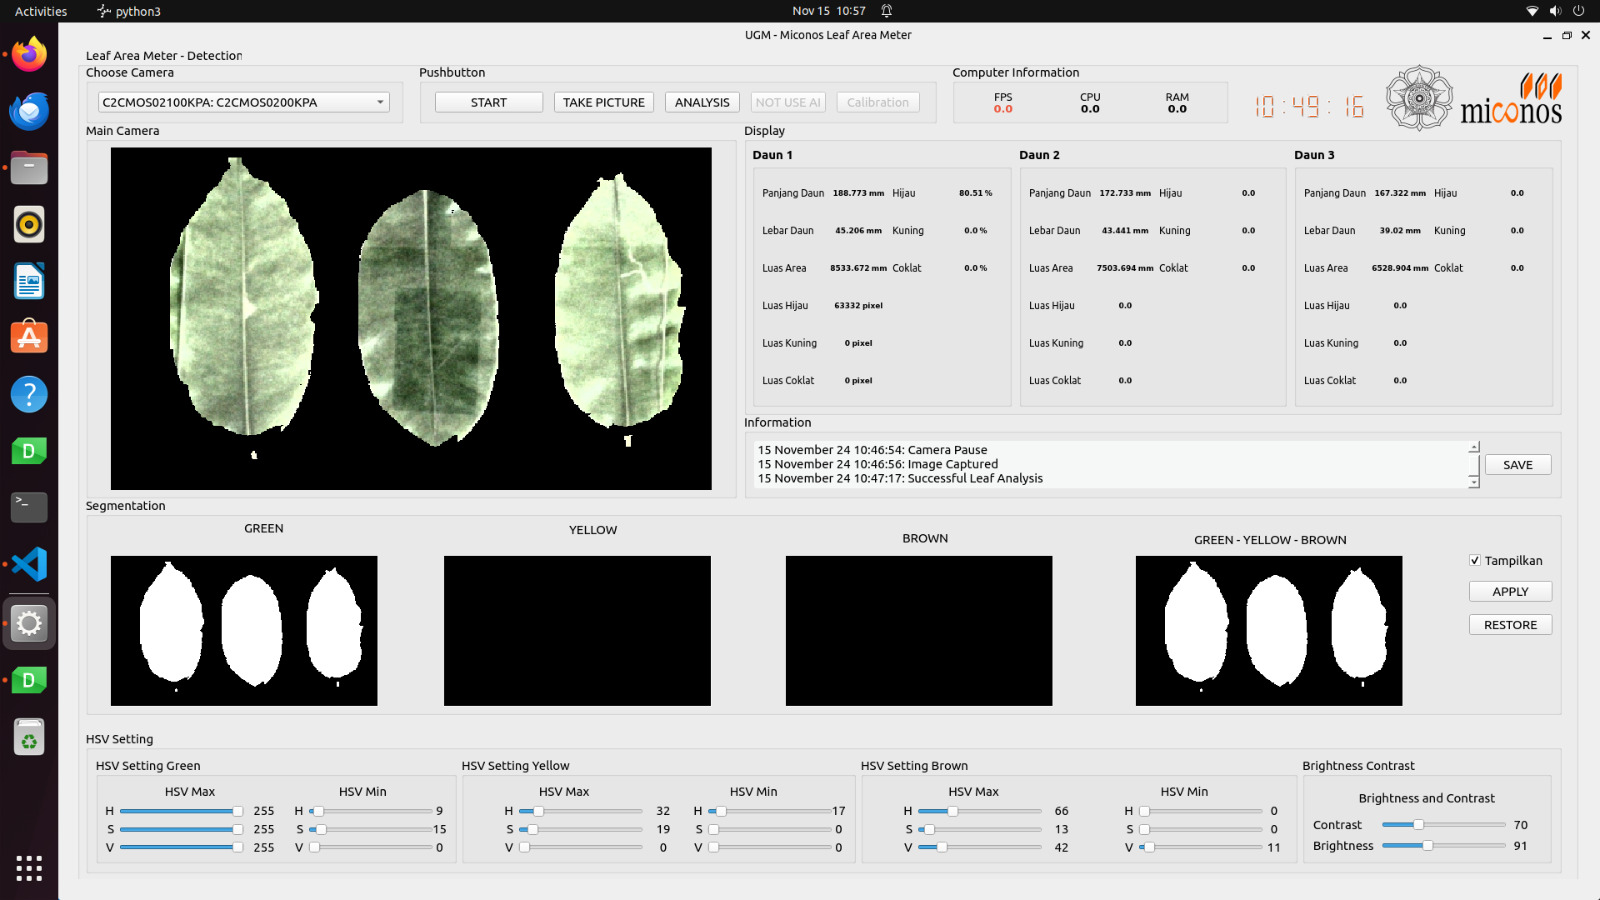 Activities
python3
Nov 15 10:57
UGM - Miconos Leaf Area Meter
Leaf Area Meter - Detection
Choose Camera
Pushbutton
Computer Information
C2CMOS02100KPA: C2CMOS0200KPA
START
TAKE PICTURE
ANALYSIS
NOT USE AI
Calibration
FPS
0.0
CPU
0.0
RAM
0.0
10:49:16
miconos
Main Camera
Display
Daun 1
Panjang Daun 188.773 mm Hijau 80.51 %
Lebar Daun 45.206 mm Kuning 0.0 %
Luas Area 8533.672 mm Coklat 0.0 %
Luas Hijau 63332 pixel
Luas Kuning 0 pixel
Luas Coklat 0 pixel
Daun 2
Panjang Daun 172.733 mm Hijau 0.0
Lebar Daun 43.441 mm Kuning 0.0
Luas Area 7503.694 mm Coklat 0.0
Luas Hijau 0.0
Luas Kuning 0.0
Luas Coklat 0.0
Daun 3
Panjang Daun 167.322 mm Hijau 0.0
Lebar Daun 39.02 mm Kuning 0.0
Luas Area 6528.904 mm Coklat 0.0
Luas Hijau 0.0
Luas Kuning 0.0
Luas Coklat 0.0
Information
15 November 24 10:46:54: Camera Pause
15 November 24 10:46:56: Image Captured
15 November 24 10:47:17: Successful Leaf Analysis
SAVE
Segmentation
GREEN
YELLOW
BROWN
GREEN - YELLOW - BROWN
Tampilkan
APPLY
RESTORE
HSV Setting
HSV Setting Green
HSV Max
H 255
S 255
V 255
HSV Min
H 9
S 15
V 0
HSV Setting Yellow
HSV Max
H 32
S 19
V 0
HSV Min
H 17
S 0
V 0
HSV Setting Brown
HSV Max
H 66
S 13
V 42
HSV Min
H 0
S 0
V 11
Brightness Contrast
Brightness and Contrast
Contrast 70
Brightness 91